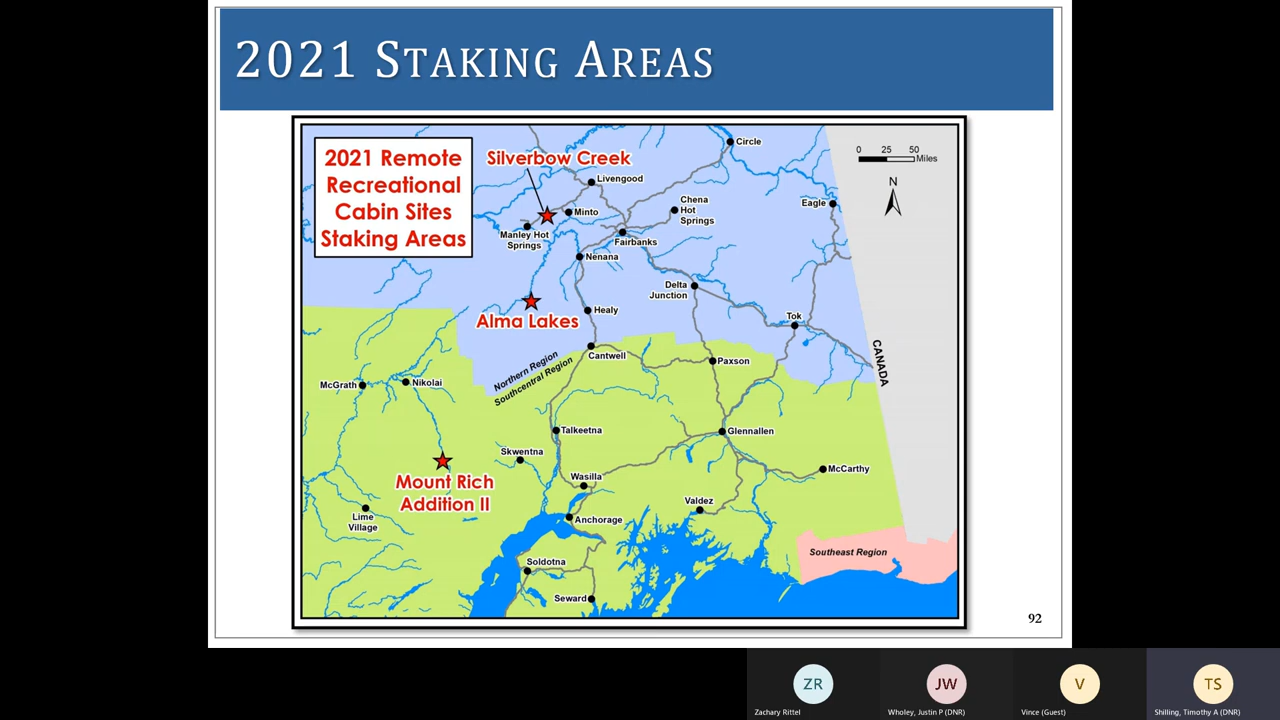 2021 STAKING AREAS
2021 Remote
Recreational
Cabin Sites
Staking Areas
Silverbow Creek
Livengood
Circle
0 25 50
Miles
N
Chena
Hot
Springs
Eagle
Minto
Manley Hot
Springs
Fairbanks
Nenana
Delta
Junction
Alma Lakes
Healy
Tok
CANADA
Northern Region
Southcentral Region
Cantwell
Paxson
McGrath
Nikolai
Talkeetna
Glennallen
Skwentna
McCarthy
Mount Rich
Addition II
Wasilla
Valdez
Lime
Village
Anchorage
Southeast Region
Soldotna
Seward
92
ZR
JW
V
TS
Zachary Rittel
Wholey, Justin P (DNR)
Vince (Guest)
Shilling, Timothy A (DNR)